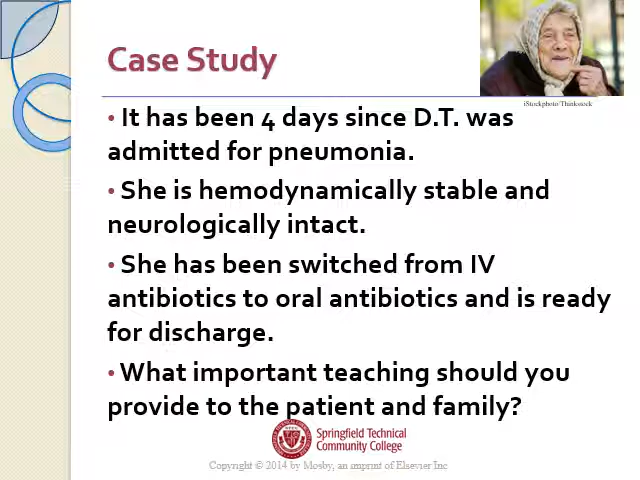 Case Study
iStockphoto/Thinkstock
• It has been 4 days since D.T. was
admitted for pneumonia.
• She is hemodynamically stable and
neurologically intact.
• She has been switched from IV
antibiotics to oral antibiotics and is ready
for discharge.
• What important teaching should you
provide to the patient and family?
Springfield Technical
Community College
Copyright © 2014 by Mosby, an imprint of Elsevier Inc